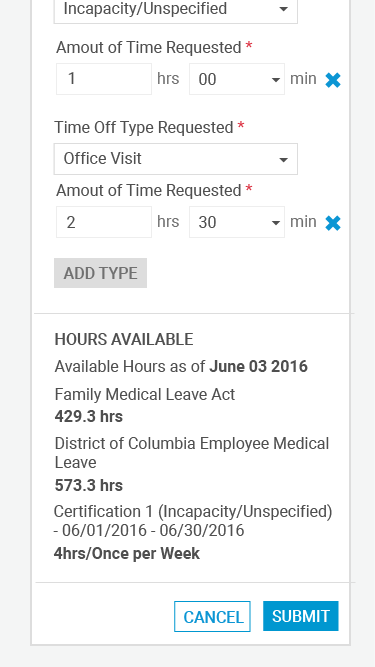 Incapacity/Unspecified
Amout of Time Requested *
1 hrs 00 min
Time Off Type Requested *
Office Visit
Amout of Time Requested *
2 hrs 30 min
ADD TYPE
HOURS AVAILABLE
Available Hours as of June 03 2016
Family Medical Leave Act
429.3 hrs
District of Columbia Employee Medical
Leave
573.3 hrs
Certification 1 (Incapacity/Unspecified)
- 06/01/2016 - 06/30/2016
4hrs/Once per Week
CANCEL SUBMIT